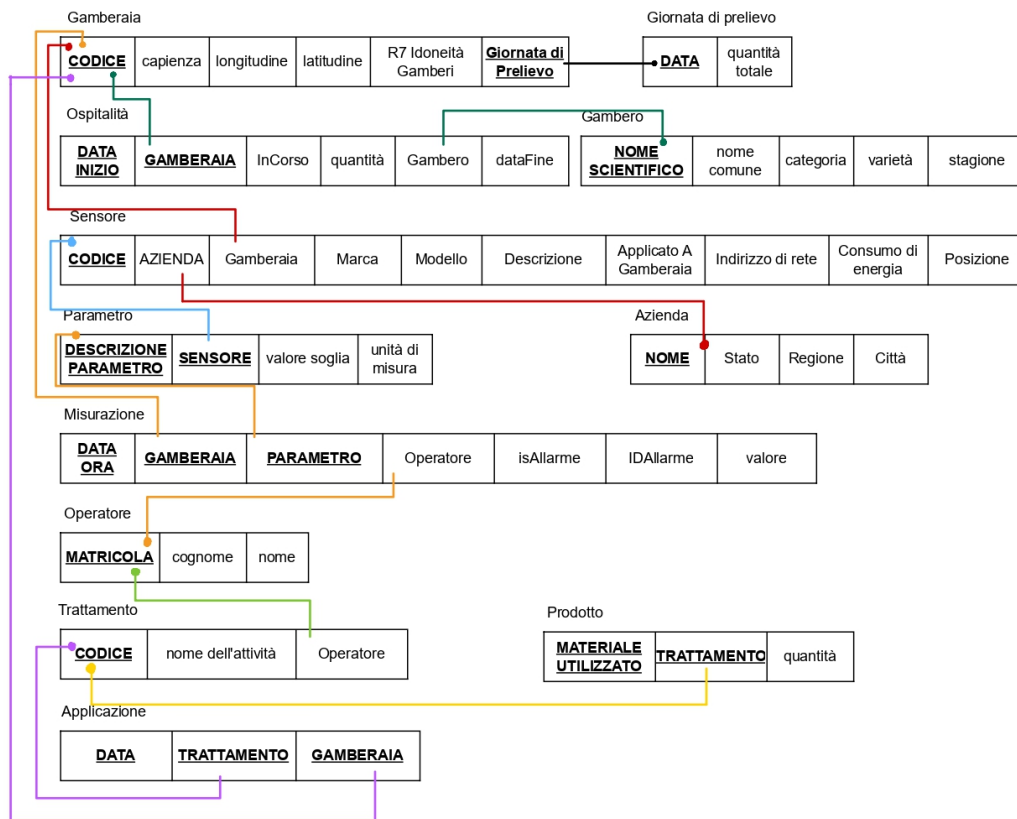 Gamberaia
Giornata di prelievo
CODICE
capienza
longitudine
latitudine
R7 Idoneità
Gamberi
Giornata di
Prelievo
DATA
quantità
totale
Ospitalità
Gambero
DATA
INIZIO
GAMBERAIA
InCorso
quantità
Gambero
dataFine
NOME
SCIENTIFICO
nome
comune
categoria
varietà
stagione
Sensore
CODICE
AZIENDA
Gamberaia
Marca
Modello
Descrizione
Applicato A
Gamberaia
Indirizzo di rete
Consumo di
energia
Posizione
Parametro
Azienda
DESCRIZIONE
PARAMETRO
SENSORE
valore soglia
unità di
misura
NOME
Stato
Regione
Città
Misurazione
DATA
ORA
GAMBERAIA
PARAMETRO
Operatore
isAllarme
IDAllarme
valore
Operatore
MATRICOLA
cognome
nome
Trattamento
Prodotto
CODICE
nome dell'attività
Operatore
MATERIALE
UTILIZZATO
TRATTAMENTO
quantità
Applicazione
DATA
TRATTAMENTO
GAMBERAIA